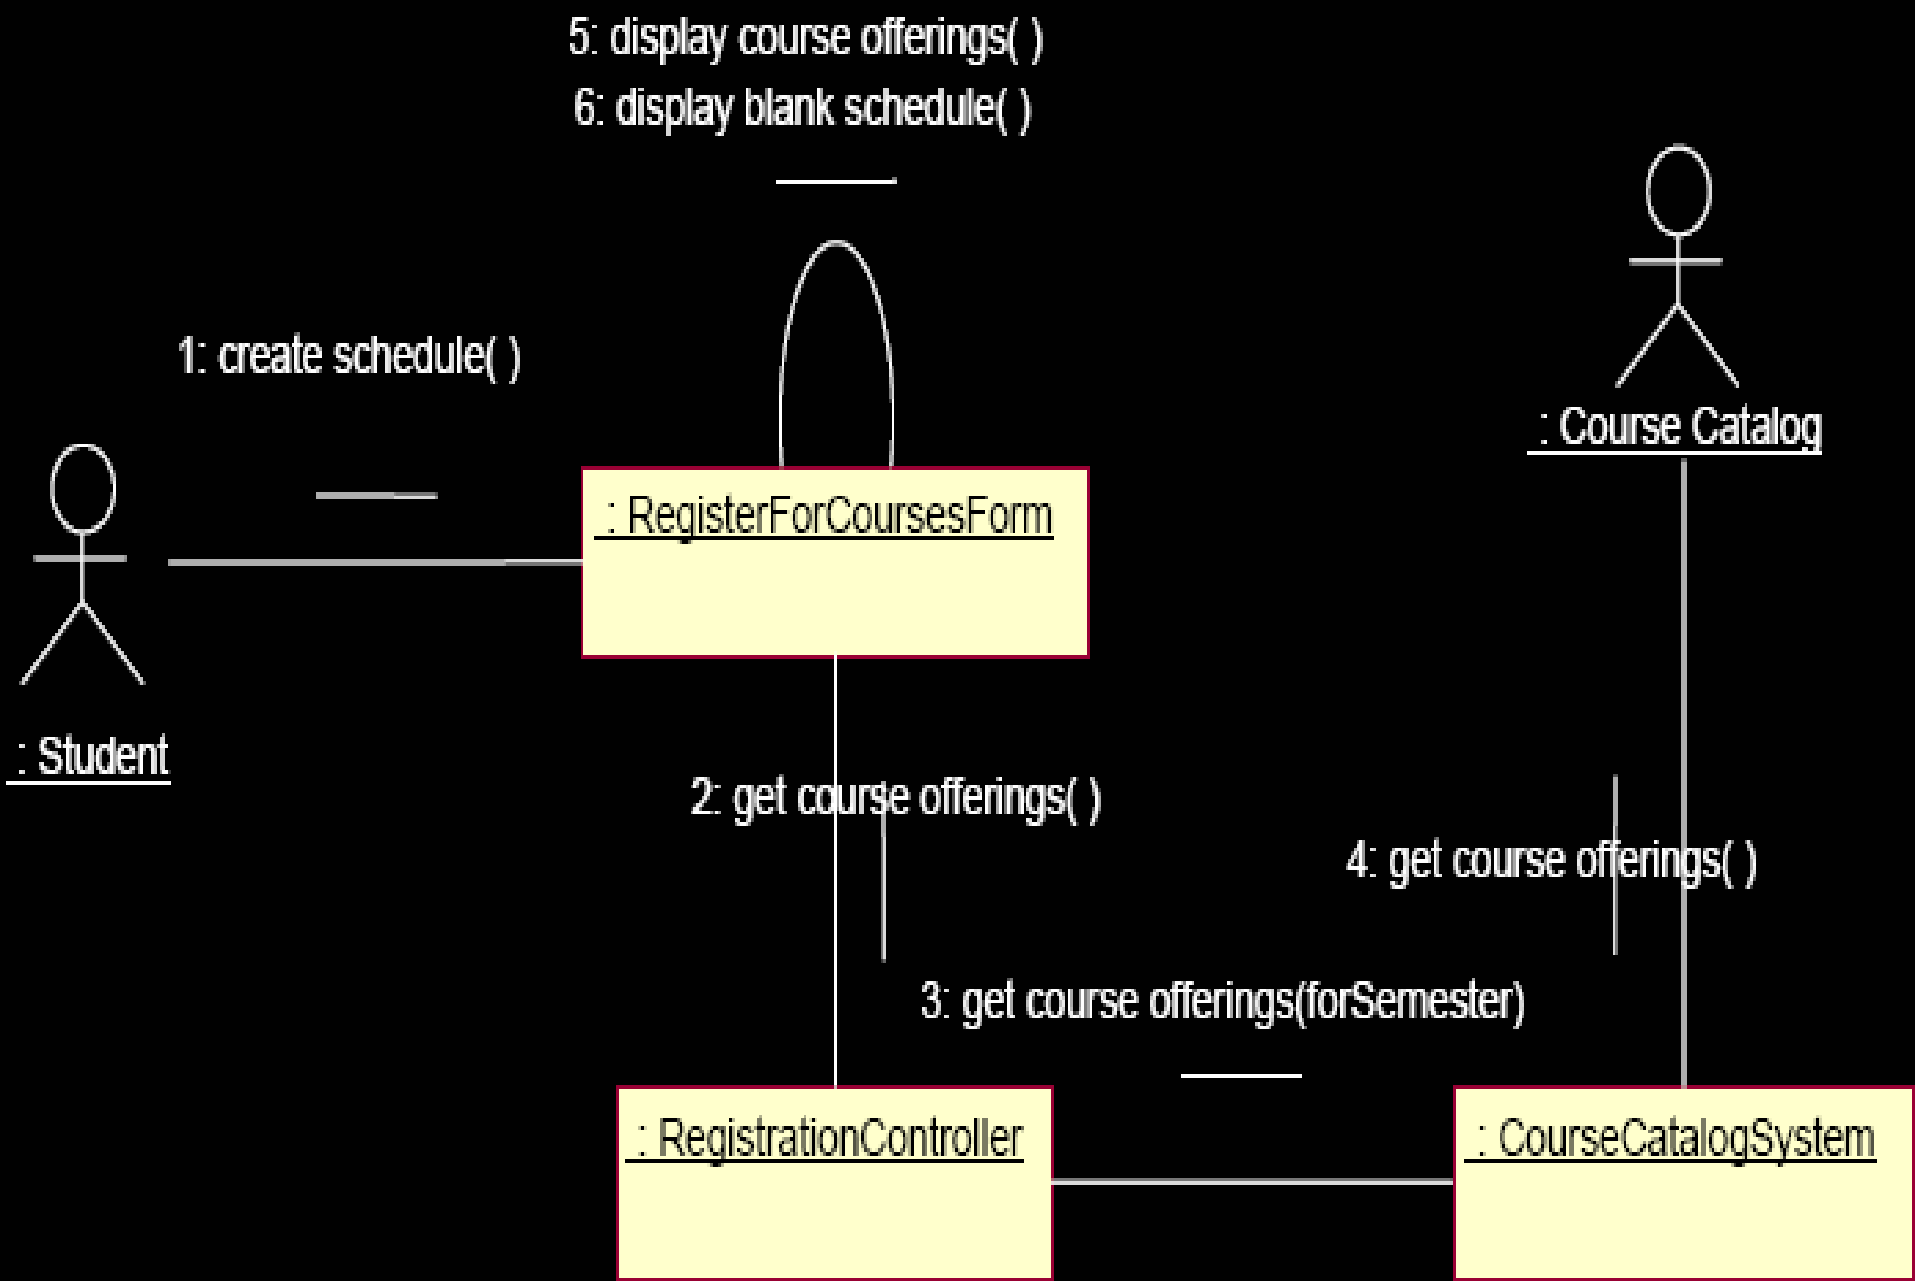 5: display course offerings( )
6: display blank schedule( )
1: create schedule( )
: Course Catalog
: RegisterForCoursesForm
: Student
2: get course offerings( )
4: get course offerings( )
3: get course offerings(forSemester)
: RegistrationController
: CourseCatalogSystem